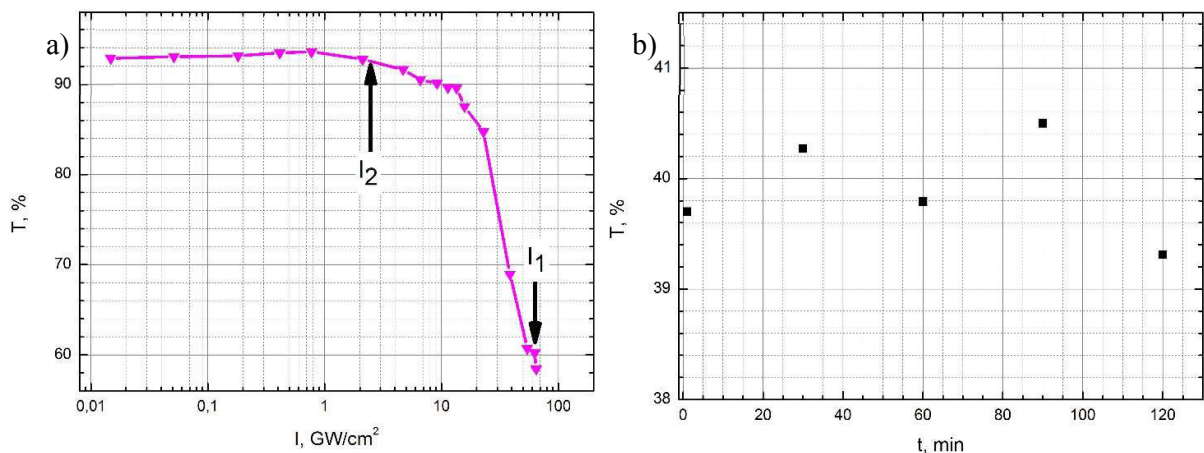 a)
T, %
90
80
70
60
I₂
I₁
0,01 0,1 1 10 100
I, GW/cm²
b)
T, %
41
40
39
38
0 20 40 60 80 100 120
t, min